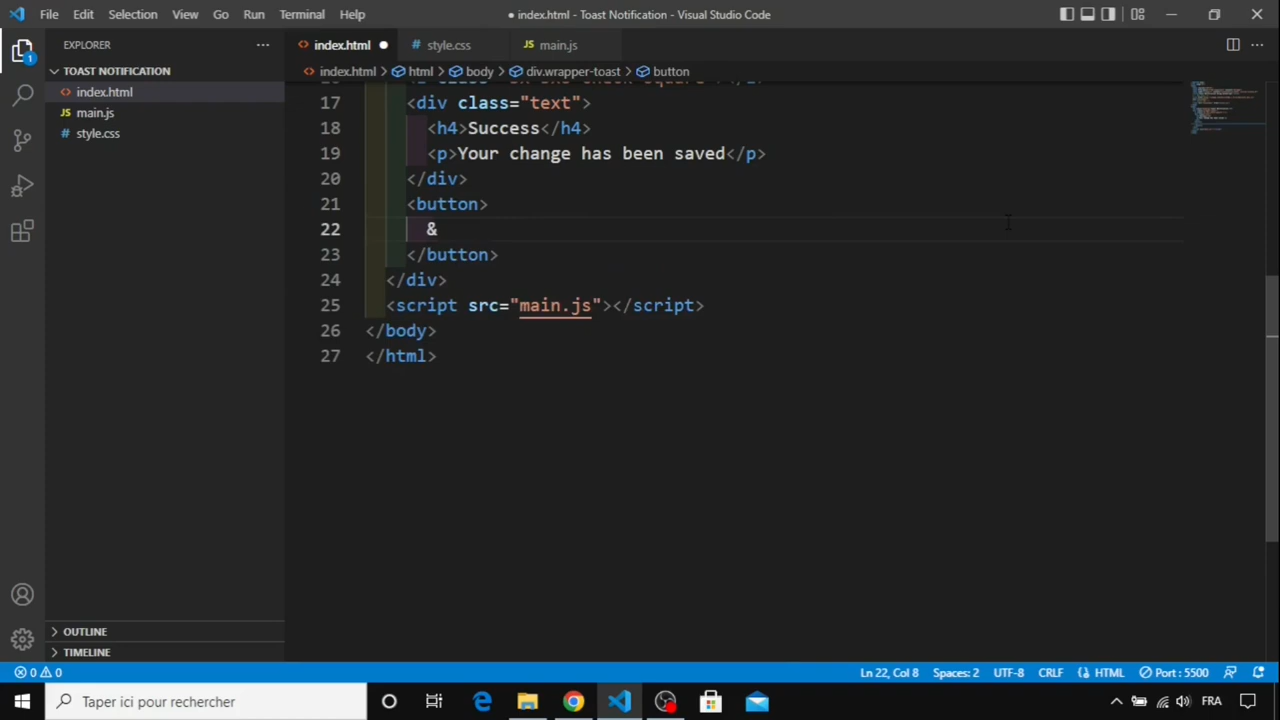 File Edit Selection View Go Run Terminal Help
● index.html - Toast Notification - Visual Studio Code
EXPLORER
index.html
style.css
main.js
TOAST NOTIFICATION
index.html > html > body > div.wrapper-toast > button
index.html
main.js
style.css
17 <div class="text">
18 <h4>Success</h4>
19 <p>Your change has been saved</p>
20 </div>
21 <button>
22 &
23 </button>
24 </div>
25 <script src="main.js"></script>
26 </body>
27 </html>
1
OUTLINE
TIMELINE
0 0
Ln 22, Col 8 Spaces: 2 UTF-8 CRLF HTML Port : 5500
Taper ici pour rechercher
FRA